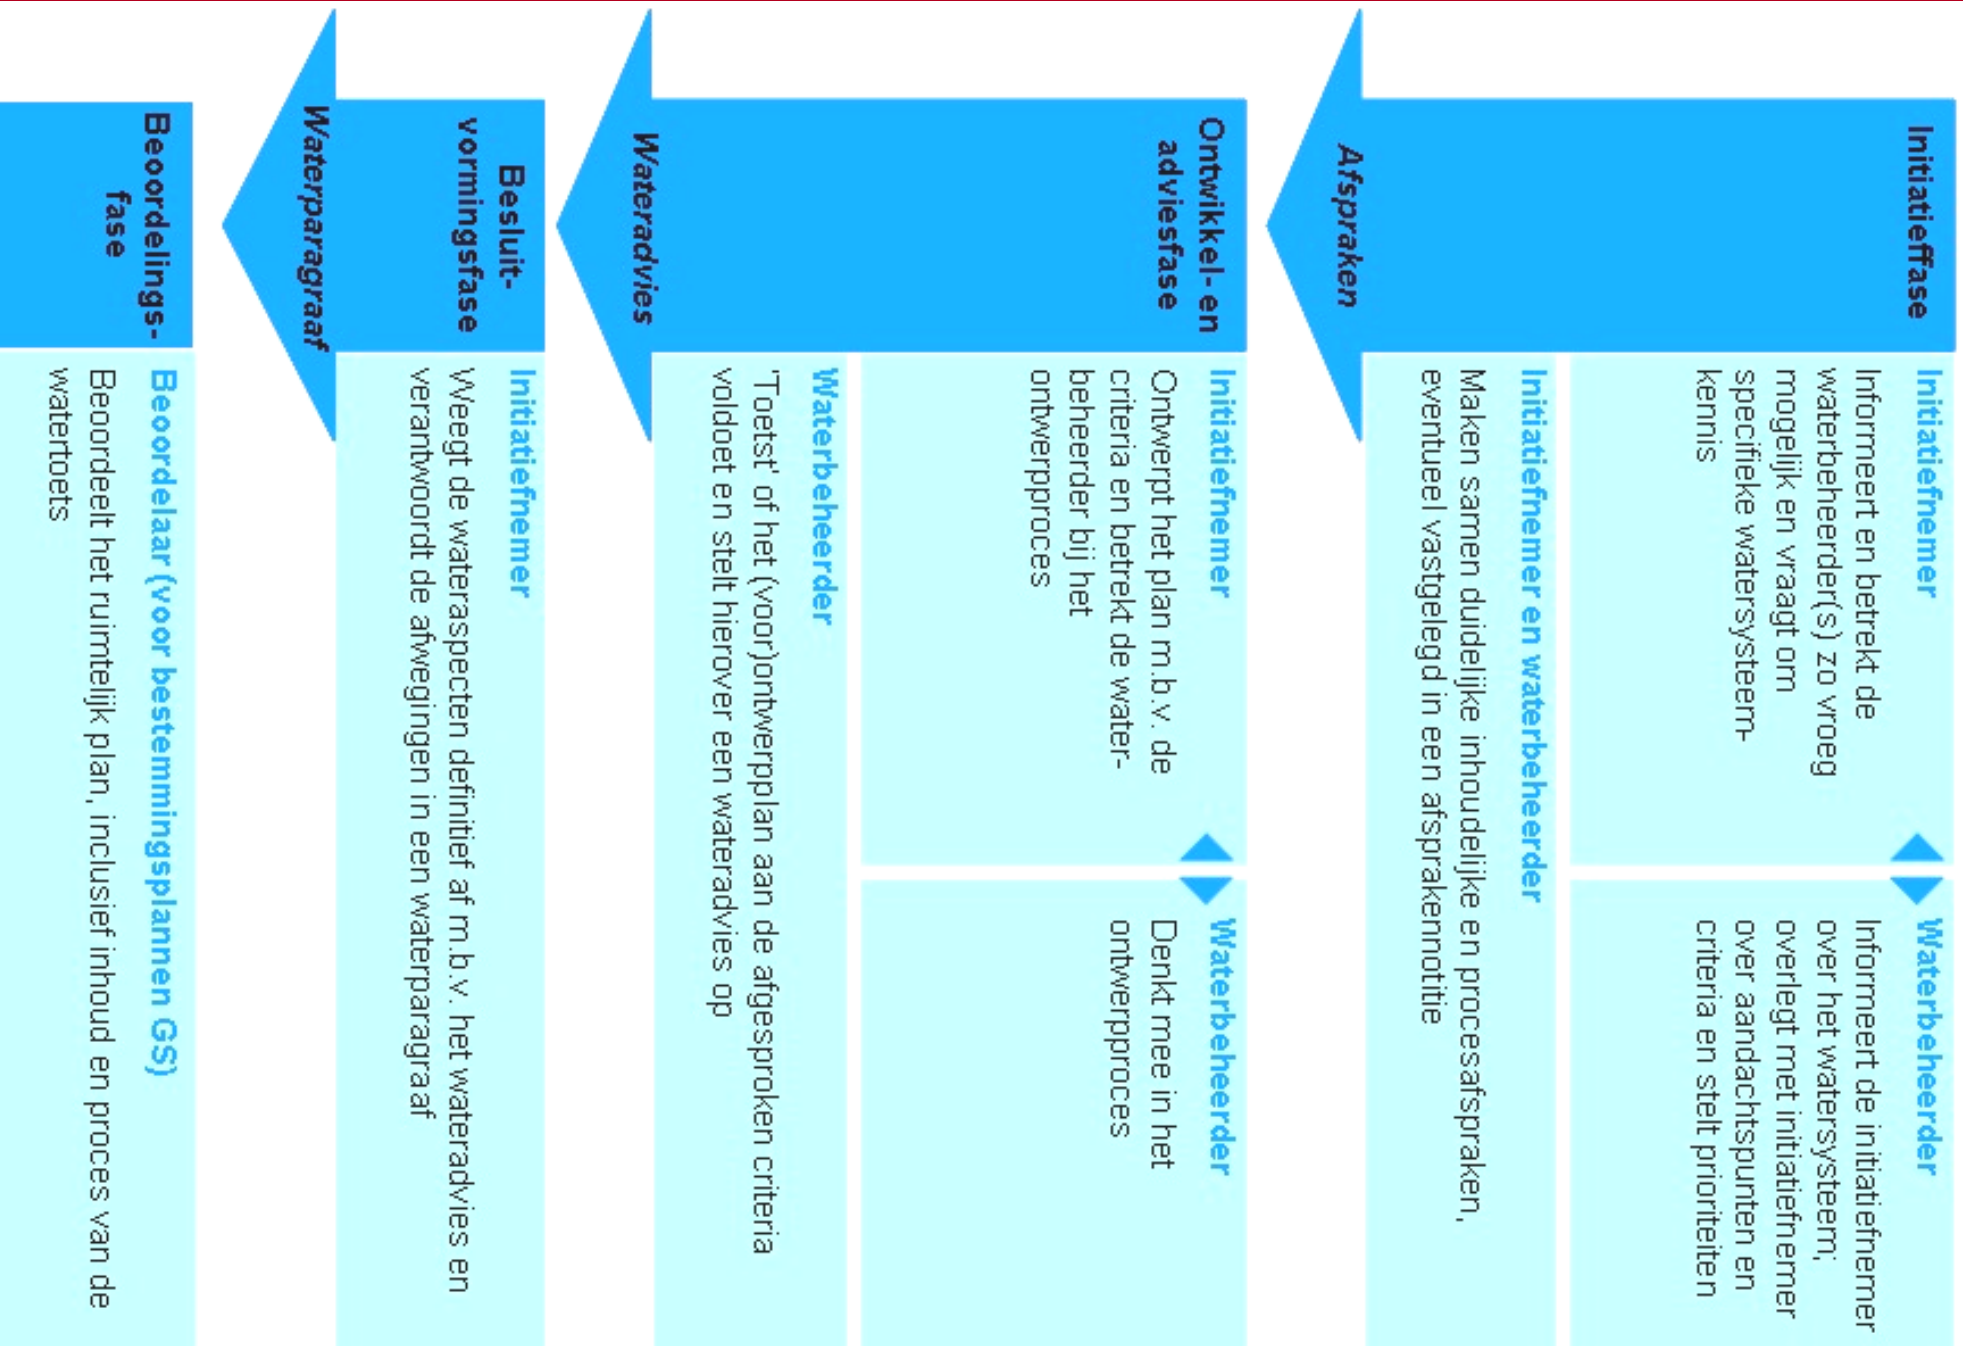 Initiatieffase
Initiatiefnemer
Informeert en betrekt de
waterbeheerder(s) zo vroeg
mogelijk en vraagt om
specifieke watersysteem-
kennis
Waterbeheerder
Informeert de initiatiefnemer
over het watersysteem;
overlegt met initiatiefnemer
over aandachtspunten en
criteria en stelt prioriteiten
Initiatiefnemer en waterbeheerder
Maken samen duidelijke inhoudelijke en procesafspraken,
eventueel vastgelegd in een afsprakennotitie
Afspraken
Ontwikkel- en
adviesfase
Initiatiefnemer
Ontwerpt het plan m.b.v. de
criteria en betrekt de water-
beheerder bij het
ontwerpproces
Waterbeheerder
Denkt mee in het
ontwerpproces
Waterbeheerder
'Toetst' of het (voor)ontwerpplan aan de afgesproken criteria
voldoet en stelt hierover een wateradvies op
Wateradvies
Besluit-
vormingsfase
Initiatiefnemer
Weegt de wateraspecten definitief af m.b.v. het wateradvies en
verantwoordt de afwegingen in een waterparagraaf
Waterparagraaf
Beoordelings-
fase
Beoordelaar (voor bestemmingsplannen GS)
Beoordeelt het ruimtelijk plan, inclusief inhoud en proces van de
watertoets